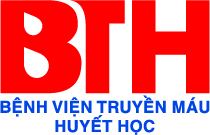 BTH
BỆNH VIỆN TRUYỀN MÁU
HUYẾT HỌC